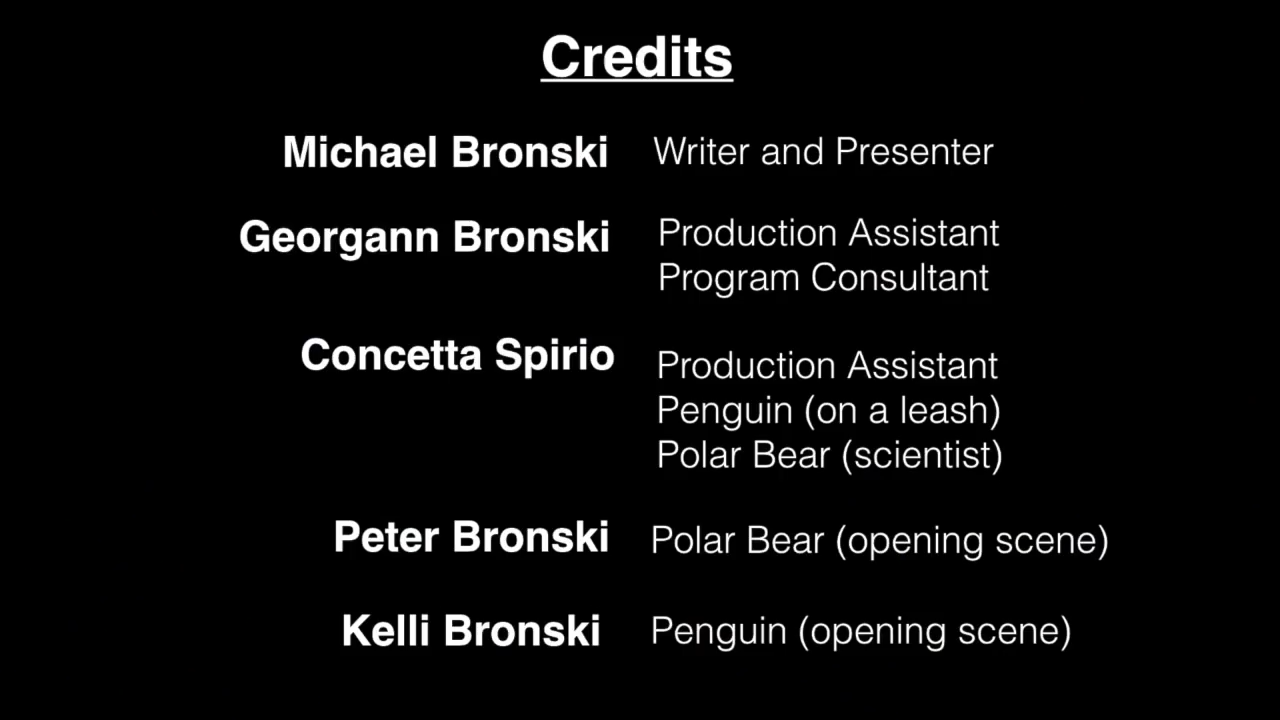 Credits
Michael Bronski Writer and Presenter
Georgann Bronski Production Assistant
Program Consultant
Concetta Spirio Production Assistant
Penguin (on a leash)
Polar Bear (scientist)
Peter Bronski Polar Bear (opening scene)
Kelli Bronski Penguin (opening scene)